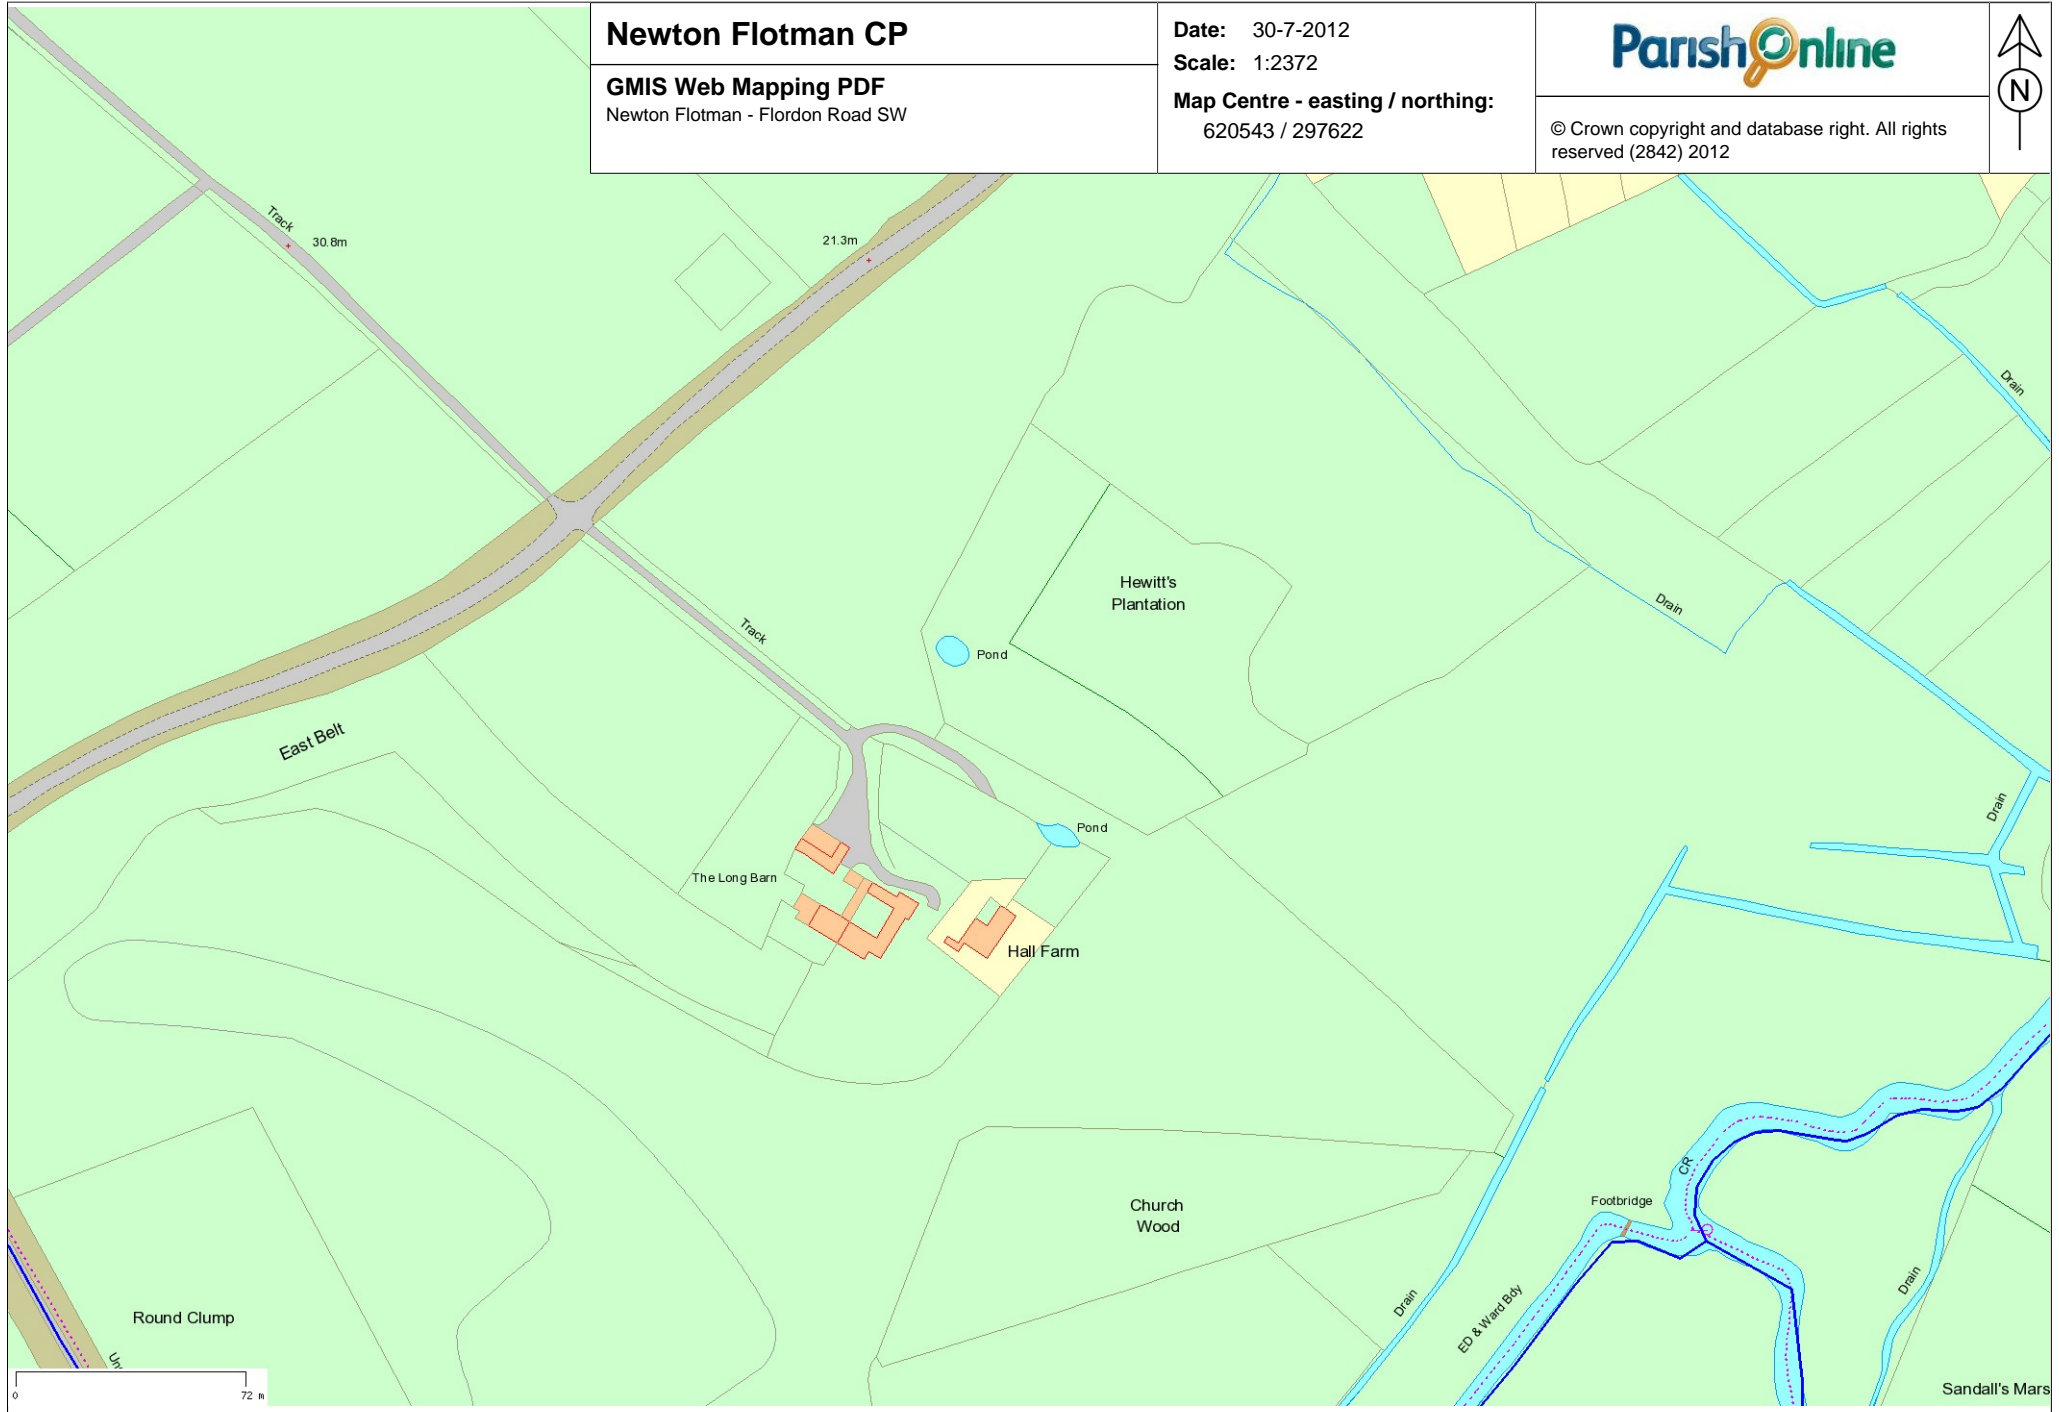 Newton Flotman CP
GMIS Web Mapping PDF
Newton Flotman - Flordon Road SW
Date: 30-7-2012
Scale: 1:2372
Map Centre - easting / northing:
620543 / 297622
Parish Online
© Crown copyright and database right. All rights
reserved (2842) 2012
N
Track
30.8m
21.3m
Drain
Hewitt's
Plantation
Drain
Track
Pond
East Belt
Drain
Pond
The Long Barn
Hall Farm
CR
Church
Wood
Footbridge
Drain
Drain
ED & Ward Bdy
Round Clump
Sandall's Mars
0
72 m